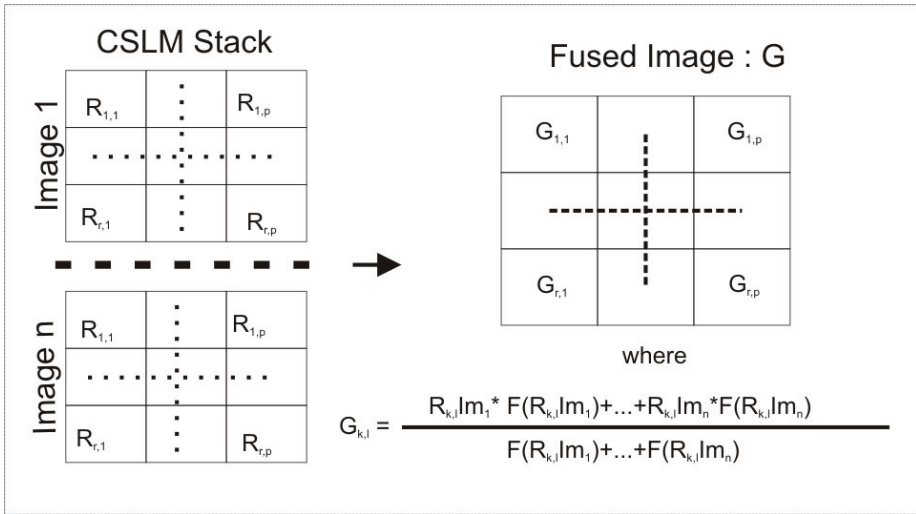 CSLM Stack
Image 1
R1,1 R1,p
Rr,1 Rr,p
Image n
R1,1 R1,p
Rr,1 Rr,p
Fused Image : G
G1,1 G1,p
Gr,1 Gr,p
where
Gk,l = 
Rk,lIm1* F(Rk,lIm1)+...+Rk,lImn*F(Rk,lImn)
F(Rk,lIm1)+...+F(Rk,lImn)